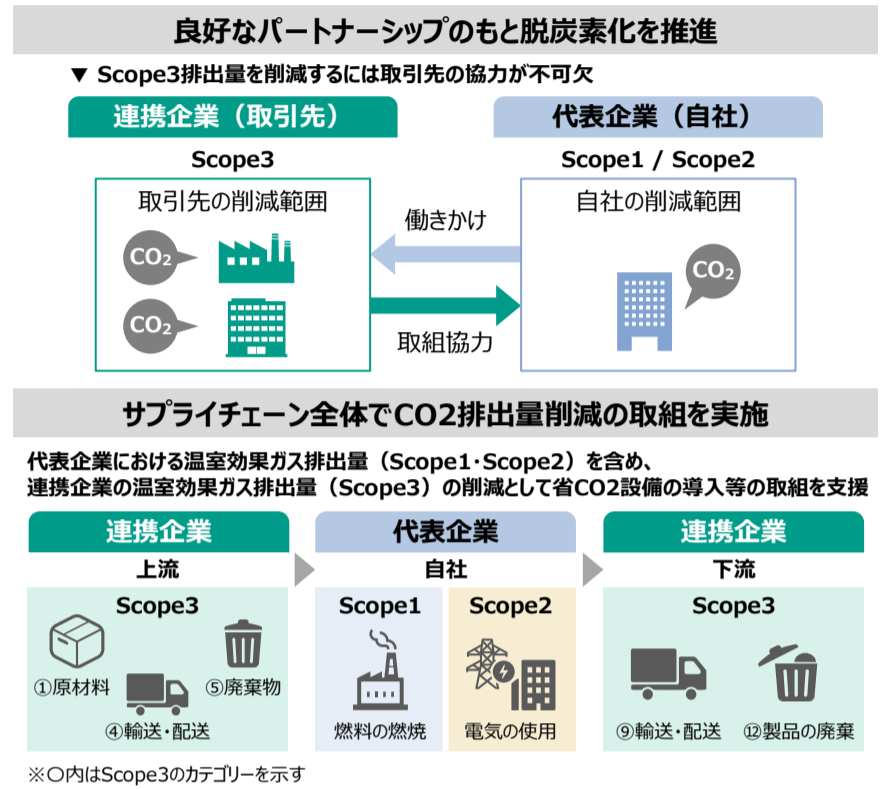 良好なパートナーシップのもと脱炭素化を推進
▼ Scope3排出量を削減するには取引先の協力が不可欠
連携企業（取引先）
代表企業（自社）
Scope3
Scope1 / Scope2
取引先の削減範囲
自社の削減範囲
働きかけ
CO₂
CO₂
CO₂
取組協力
サプライチェーン全体でCO2排出量削減の取組を実施
代表企業における温室効果ガス排出量（Scope1・Scope2）を含め、
連携企業の温室効果ガス排出量（Scope3）の削減として省CO2設備の導入等の取組を支援
連携企業
代表企業
連携企業
上流
自社
下流
Scope3
Scope1
Scope2
Scope3
①原材料
⑤廃棄物
④輸送・配送
燃料の燃焼
電気の使用
⑨輸送・配送
⑫製品の廃棄
※〇内はScope3のカテゴリーを示す